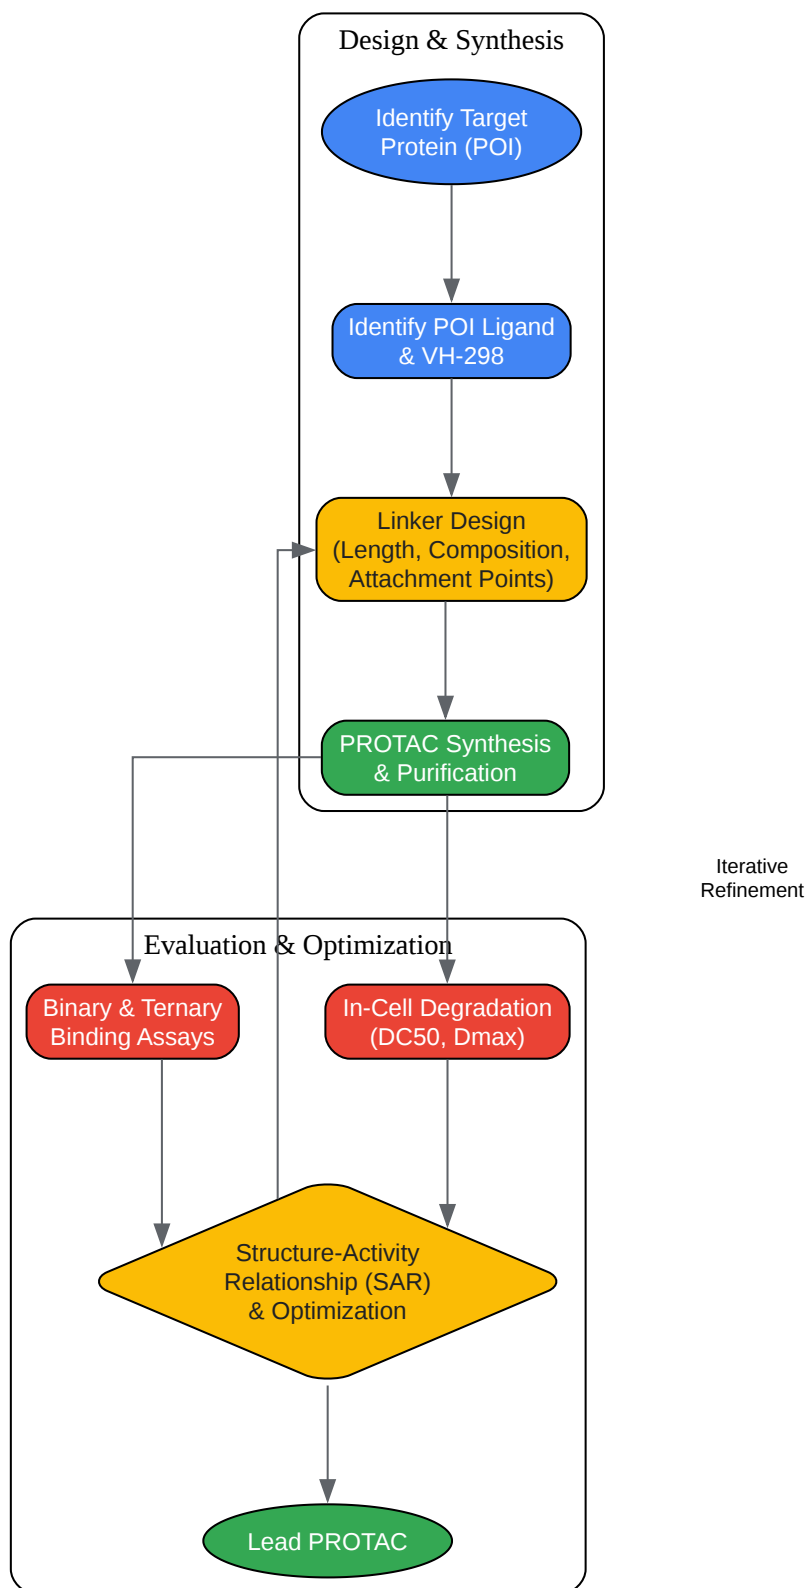 Design & Synthesis
Identify Target
Protein (POI)
Identify POI Ligand
& VH-298
Linker Design
(Length, Composition,
Attachment Points)
PROTAC Synthesis
& Purification
Iterative
Refinement
Evaluation & Optimization
Binary & Ternary
Binding Assays
In-Cell Degradation
(DC50, Dmax)
Structure-Activity
Relationship (SAR)
& Optimization
Lead PROTAC